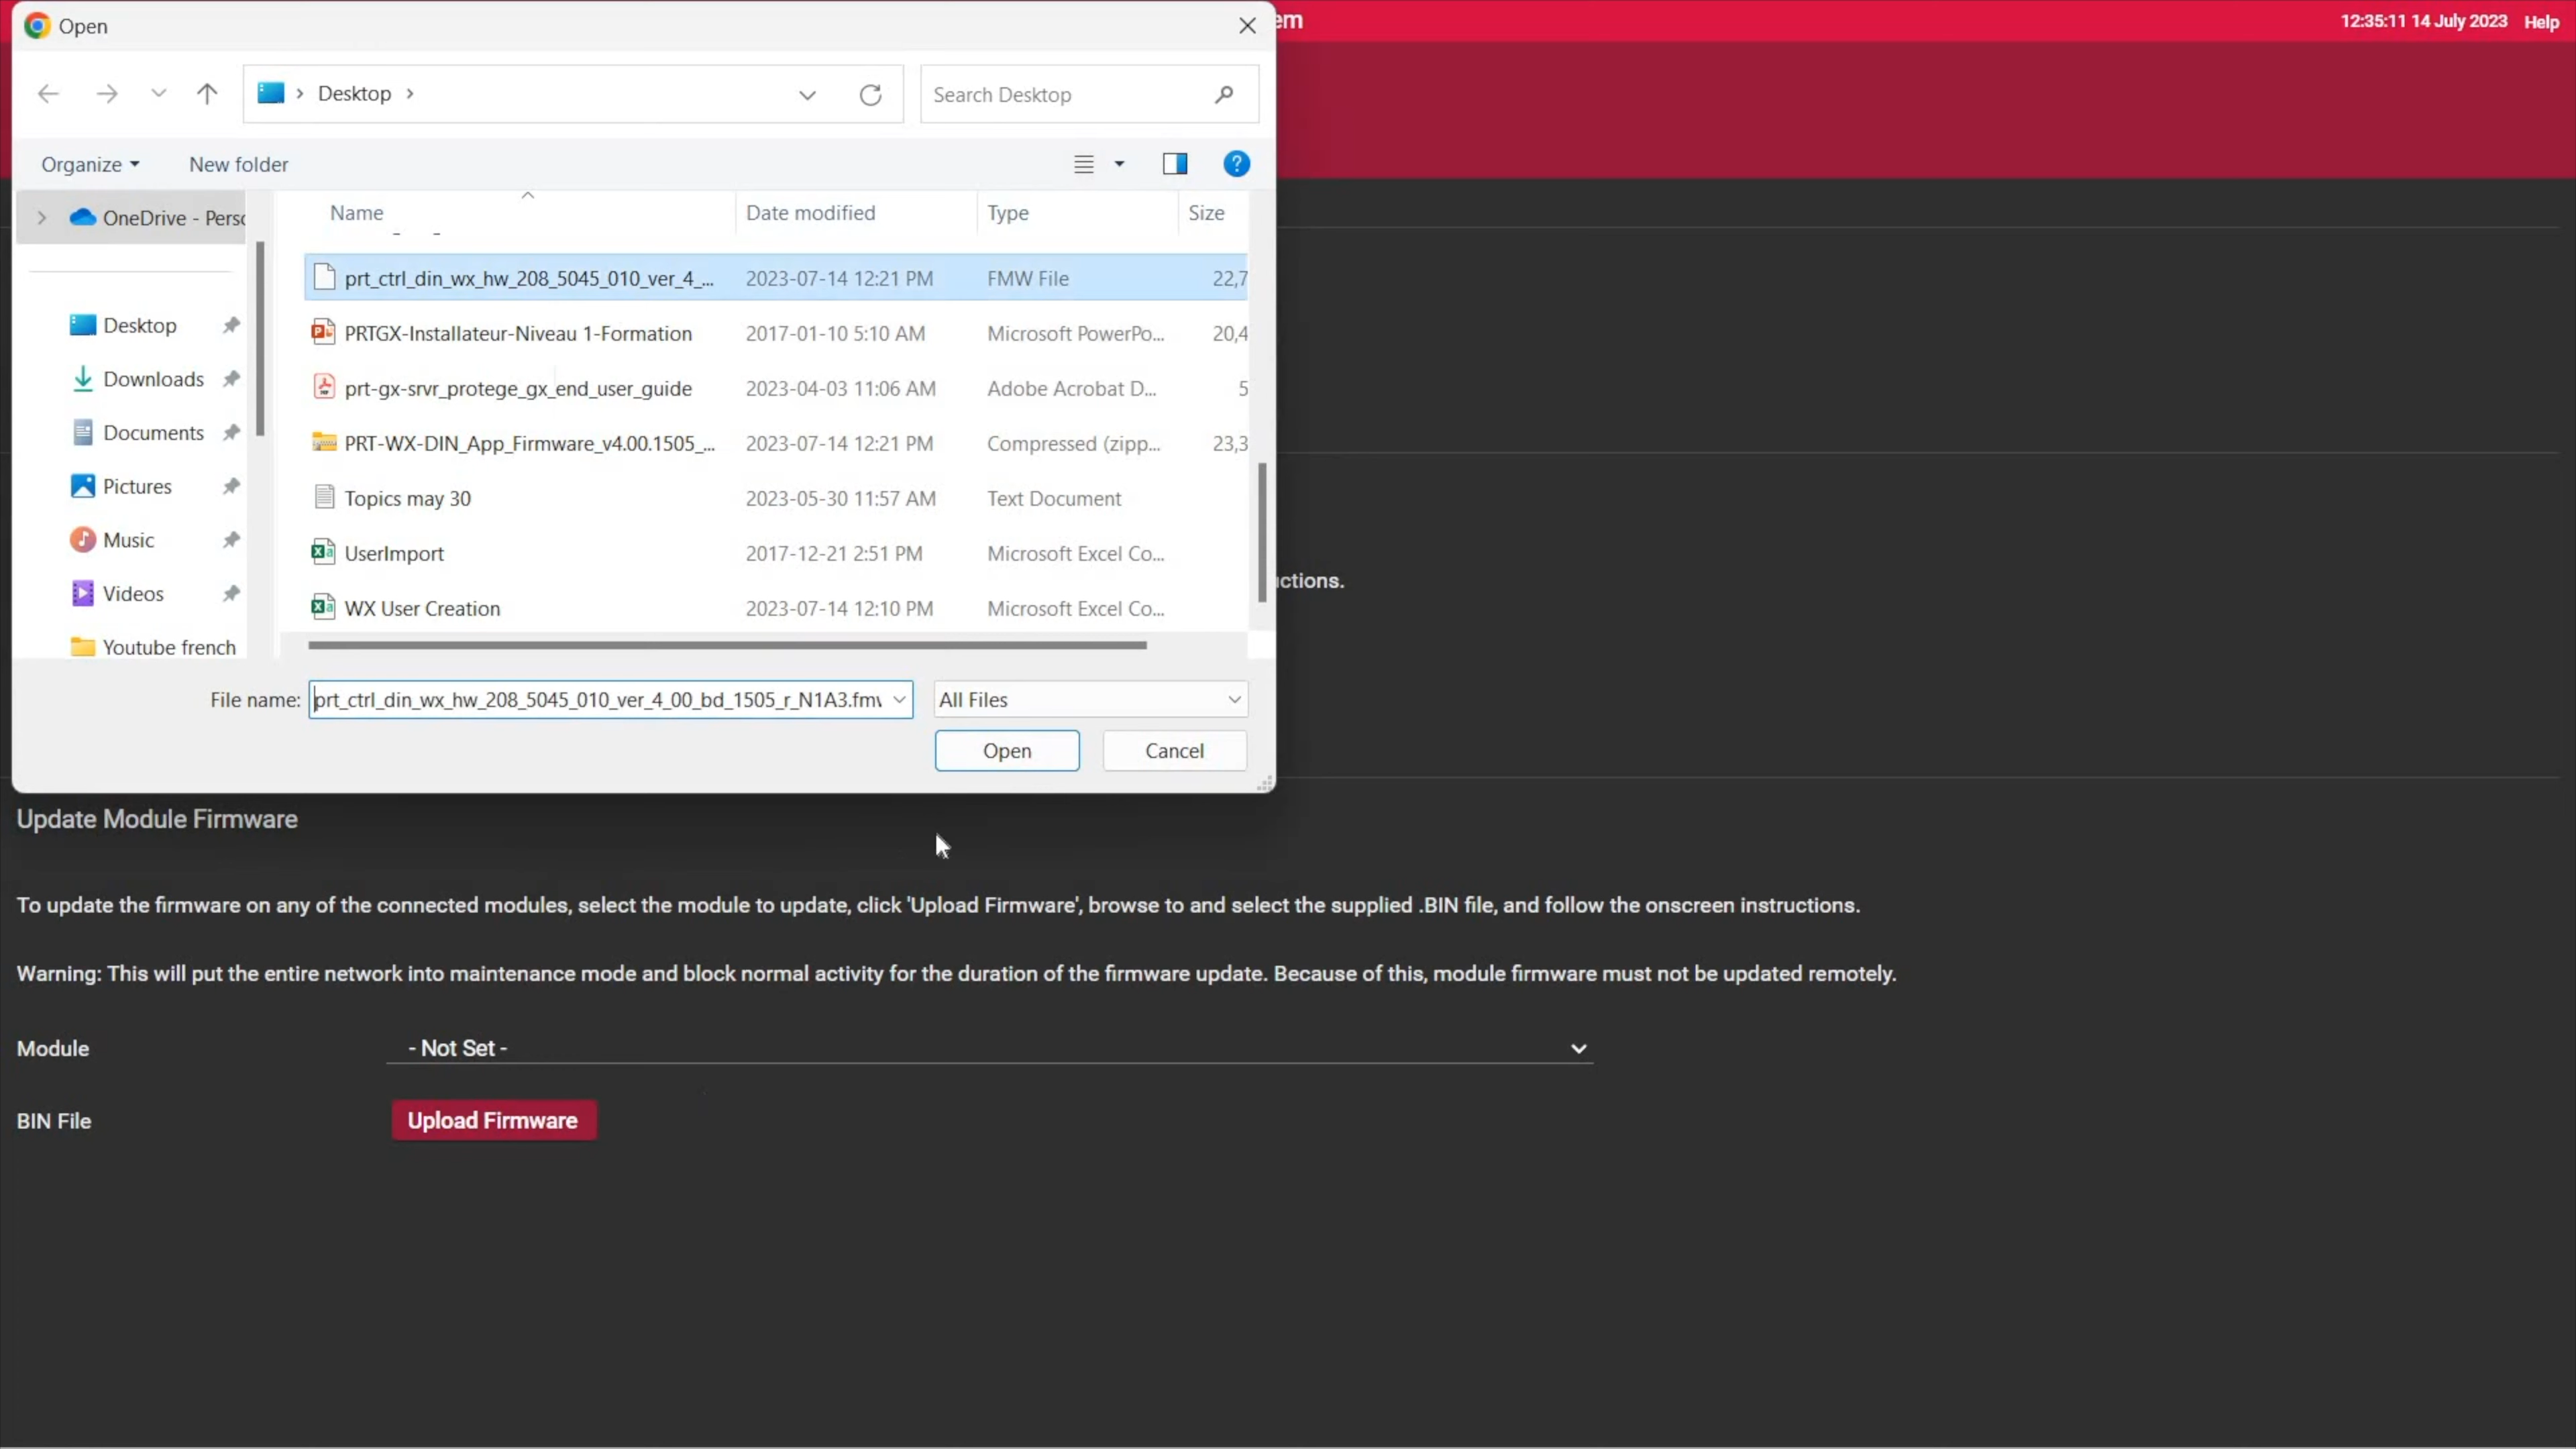 Open
em
12:35:11 14 July 2023 Help
Desktop
Search Desktop
Organize
New folder
Name Date modified Type Size
OneDrive - Perso
prt_ctrl_din_wx_hw_208_5045_010_ver_4_... 2023-07-14 12:21 PM FMW File 22,7
PRTGX-Installateur-Niveau 1-Formation 2017-01-10 5:10 AM Microsoft PowerPo... 20,4
Desktop
prt-gx-srvr_protege_gx_end_user_guide 2023-04-03 11:06 AM Adobe Acrobat D... 5
Downloads
PRT-WX-DIN_App_Firmware_v4.00.1505_... 2023-07-14 12:21 PM Compressed (zipp... 23,3
Documents
Topics may 30 2023-05-30 11:57 AM Text Document
Pictures
UserImport 2017-12-21 2:51 PM Microsoft Excel Co...
Music
WX User Creation 2023-07-14 12:10 PM Microsoft Excel Co...
Videos
Youtube french
ctions.
File name: prt_ctrl_din_wx_hw_208_5045_010_ver_4_00_bd_1505_r_N1A3.fmw All Files
Open Cancel
Update Module Firmware
To update the firmware on any of the connected modules, select the module to update, click 'Upload Firmware', browse to and select the supplied .BIN file, and follow the onscreen instructions.
Warning: This will put the entire network into maintenance mode and block normal activity for the duration of the firmware update. Because of this, module firmware must not be updated remotely.
Module - Not Set -
BIN File Upload Firmware